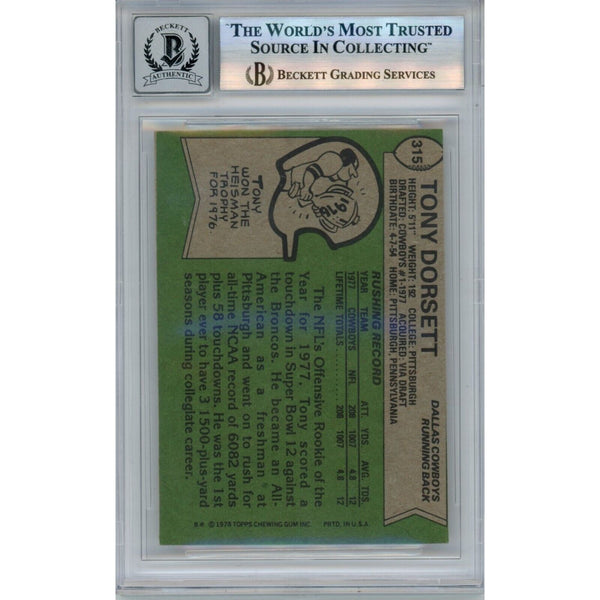 BECKETT
B
AUTHENTIC
"THE WORLD'S MOST TRUSTED
SOURCE IN COLLECTING"™
B BECKETT GRADING SERVICES
315
TONY DORSETT
DALLAS COWBOYS
RUNNING BACK
HEIGHT: 5'11" WEIGHT: 192 COLLEGE: PITTSBURGH
DRAFTED: COWBOYS #1-1977 ACQUIRED: VIA DRAFT
BIRTHDATE: 4-7-54 HOME: PITTSBURGH, PENNSYLVANIA
RUSHING RECORD
YEAR TEAM ATT. YDS. AVG. TDS.
1977 COWBOYS NFL 208 1007 4.8 12
LIFETIME TOTALS 208 1007 4.8 12
1976
TONY
WON THE
HEISMAN
TROPHY
FOR 1976.
The NFL's Offensive Rookie of the
Year for 1977, Tony scored a
touchdown in Super Bowl 12 against
the Broncos. He became an All-
American as a freshman at
Pittsburgh and went on to rush for
all-time NCAA record of 6082 yards
plus 58 touchdowns. He was the 1st
player ever to have 3 1500-plus-yard
seasons during collegiate career.
© 1978 TOPPS CHEWING GUM INC. PRTD. IN U.S.A.